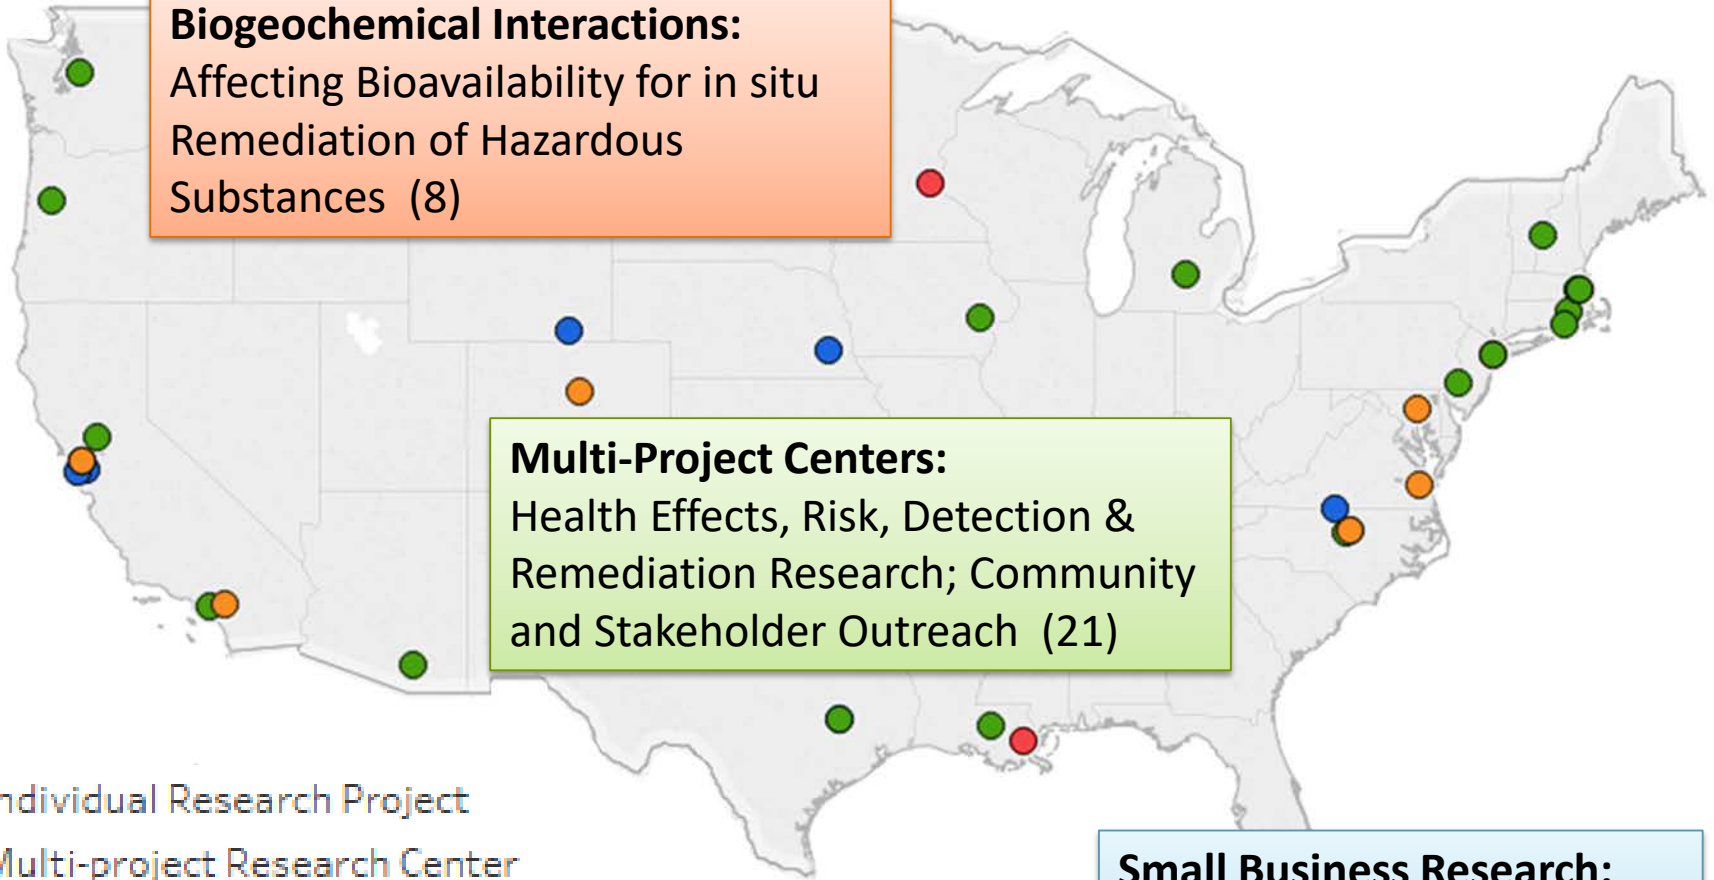 Biogeochemical Interactions:
Affecting Bioavailability for in situ
Remediation of Hazardous
Substances (8)
Multi-Project Centers:
Health Effects, Risk, Detection &
Remediation Research; Community
and Stakeholder Outreach (21)
ndividual Research Project
Multi-project Research Center
Small Business Research: